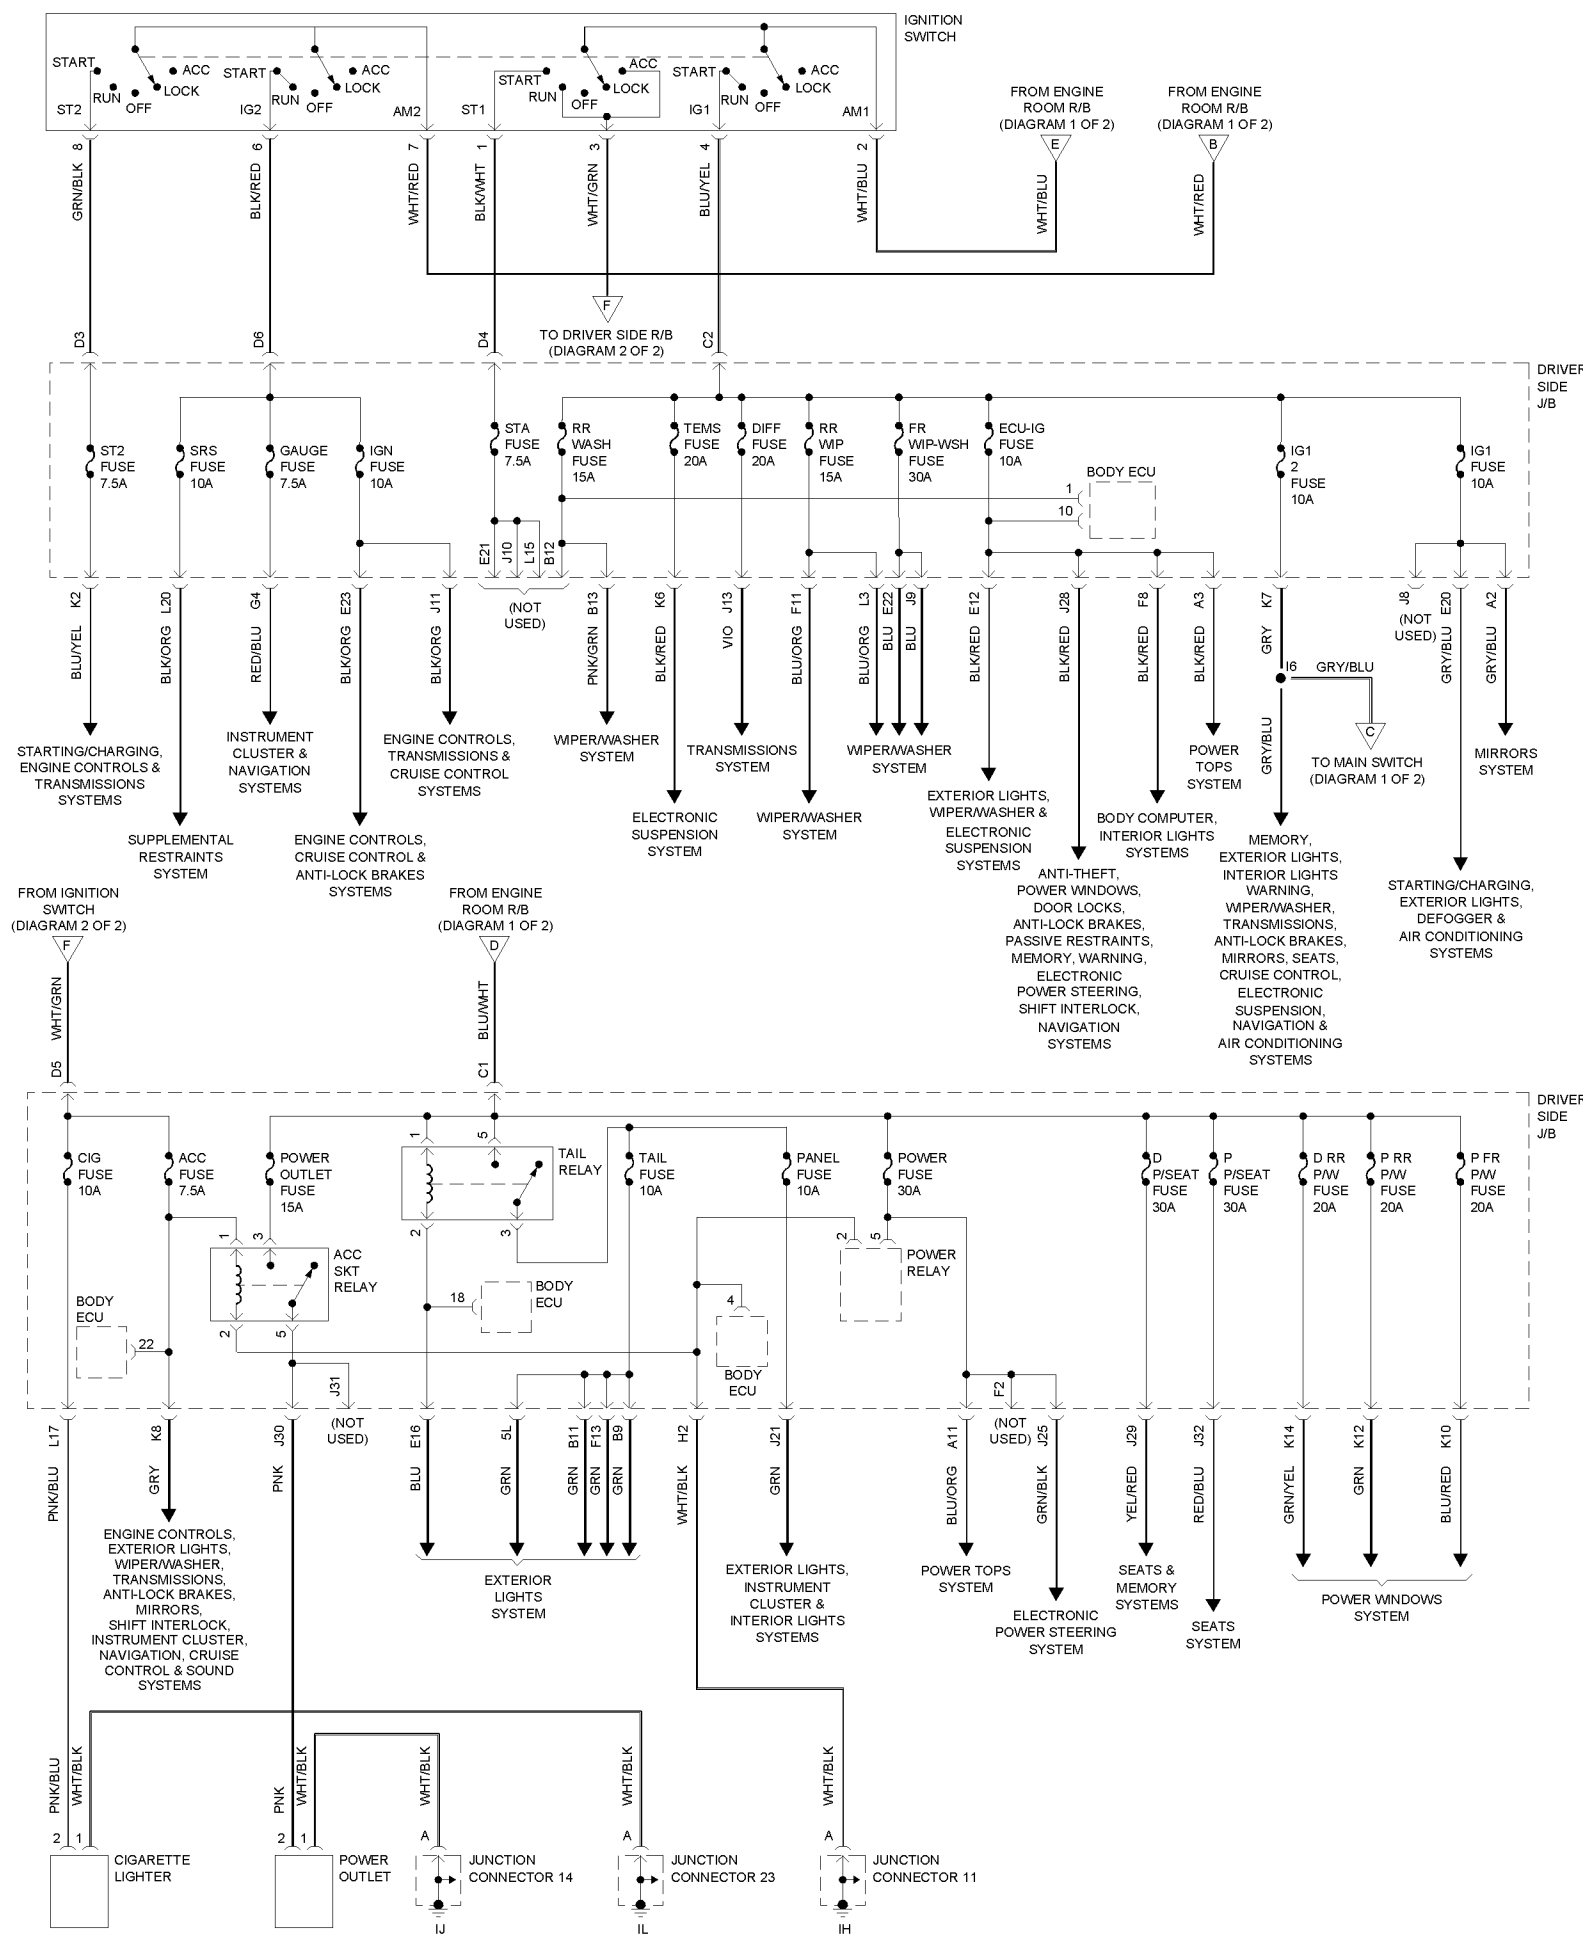 IGNITION
SWITCH
START
RUN
OFF
LOCK
ACC
ST2
START
RUN
OFF
LOCK
ACC
IG2
AM2
ST1
START
RUN
OFF
LOCK
ACC
IG1
START
RUN
OFF
LOCK
ACC
AM1
FROM ENGINE
ROOM R/B
(DIAGRAM 1 OF 2)
E
FROM ENGINE
ROOM R/B
(DIAGRAM 1 OF 2)
B
8
6
7
1
3
4
2
GRN/BLK
BLK/RED
WHT/RED
BLK/WHT
WHT/GRN
BLU/YEL
WHT/BLU
WHT/BLU
WHT/RED
F
TO DRIVER SIDE R/B
(DIAGRAM 2 OF 2)
D3
D6
D4
C2
DRIVER
SIDE
J/B
ST2
FUSE
7.5A
SRS
FUSE
10A
GAUGE
FUSE
7.5A
IGN
FUSE
10A
STA
FUSE
7.5A
RR
WASH
FUSE
15A
TEMS
FUSE
20A
DIFF
FUSE
20A
RR
WIP
FUSE
15A
FR
WIP-WSH
FUSE
30A
ECU-IG
FUSE
10A
BODY ECU
1
10
IG1
2
FUSE
10A
IG1
FUSE
10A
K2
L20
G4
E23
J11
E21
J10
L15
B12
(NOT
USED)
B13
K6
J13
F11
L3
E22
J9
E12
J28
F8
A3
K7
J8
(NOT
USED)
E20
A2
BLU/YEL
BLK/ORG
RED/BLU
BLK/ORG
BLK/ORG
PNK/GRN
BLK/RED
VIO
BLU/ORG
BLU/ORG
BLU
BLU
BLK/RED
BLK/RED
BLK/RED
BLK/RED
GRY
I6
GRY/BLU
GRY/BLU
GRY/BLU
GRY/BLU
C
TO MAIN SWITCH
(DIAGRAM 1 OF 2)
STARTING/CHARGING,
ENGINE CONTROLS &
TRANSMISSIONS
SYSTEMS
SUPPLEMENTAL
RESTRAINTS
SYSTEM
INSTRUMENT
CLUSTER &
NAVIGATION
SYSTEMS
ENGINE CONTROLS,
CRUISE CONTROL &
ANTI-LOCK BRAKES
SYSTEMS
ENGINE CONTROLS,
TRANSMISSIONS &
CRUISE CONTROL
SYSTEMS
WIPER/WASHER
SYSTEM
ELECTRONIC
SUSPENSION
SYSTEM
TRANSMISSIONS
SYSTEM
WIPER/WASHER
SYSTEM
WIPER/WASHER
SYSTEM
EXTERIOR LIGHTS,
WIPER/WASHER &
ELECTRONIC
SUSPENSION
SYSTEMS
ANTI-THEFT,
POWER WINDOWS,
DOOR LOCKS,
ANTI-LOCK BRAKES,
PASSIVE RESTRAINTS,
MEMORY, WARNING,
ELECTRONIC
POWER STEERING,
SHIFT INTERLOCK,
NAVIGATION
SYSTEMS
BODY COMPUTER,
INTERIOR LIGHTS
SYSTEMS
POWER
TOPS
SYSTEM
MEMORY,
EXTERIOR LIGHTS,
INTERIOR LIGHTS
WARNING,
WIPER/WASHER,
TRANSMISSIONS,
ANTI-LOCK BRAKES,
MIRRORS, SEATS,
CRUISE CONTROL,
ELECTRONIC
SUSPENSION,
NAVIGATION &
AIR CONDITIONING
SYSTEMS
STARTING/CHARGING,
EXTERIOR LIGHTS,
DEFOGGER &
AIR CONDITIONING
SYSTEMS
MIRRORS
SYSTEM
FROM IGNITION
SWITCH
(DIAGRAM 2 OF 2)
F
WHT/GRN
D5
FROM ENGINE
ROOM R/B
(DIAGRAM 1 OF 2)
D
BLU/WHT
C1
DRIVER
SIDE
J/B
CIG
FUSE
10A
ACC
FUSE
7.5A
POWER
OUTLET
FUSE
15A
1
5
TAIL
RELAY
2
3
TAIL
FUSE
10A
PANEL
FUSE
10A
POWER
FUSE
30A
D
P/SEAT
FUSE
30A
P
P/SEAT
FUSE
30A
D RR
P/W
FUSE
20A
P RR
P/W
FUSE
20A
P FR
P/W
FUSE
20A
1
3
ACC
SKT
RELAY
2
5
BODY
ECU
22
18
BODY
ECU
2
5
POWER
RELAY
4
BODY
ECU
L17
K8
J30
J31
(NOT
USED)
E16
5L
B11
F13
B9
H2
J21
A11
F2
(NOT
USED)
J25
J29
J32
K14
K12
K10
PNK/BLU
GRY
PNK
BLU
GRN
GRN
GRN
GRN
WHT/BLK
GRN
BLU/ORG
GRN/BLK
YEL/RED
RED/BLU
GRN/YEL
GRN
BLU/RED
ENGINE CONTROLS,
EXTERIOR LIGHTS,
WIPER/WASHER,
TRANSMISSIONS,
ANTI-LOCK BRAKES,
MIRRORS,
SHIFT INTERLOCK,
INSTRUMENT CLUSTER,
NAVIGATION, CRUISE
CONTROL & SOUND
SYSTEMS
EXTERIOR
LIGHTS
SYSTEM
EXTERIOR LIGHTS,
INSTRUMENT
CLUSTER &
INTERIOR LIGHTS
SYSTEMS
POWER TOPS
SYSTEM
ELECTRONIC
POWER STEERING
SYSTEM
SEATS &
MEMORY
SYSTEMS
SEATS
SYSTEM
POWER WINDOWS
SYSTEM
PNK/BLU
WHT/BLK
PNK
WHT/BLK
WHT/BLK
WHT/BLK
WHT/BLK
2
1
2
1
A
A
A
CIGARETTE
LIGHTER
POWER
OUTLET
JUNCTION
CONNECTOR 14
JUNCTION
CONNECTOR 23
JUNCTION
CONNECTOR 11
IJ
IL
IH